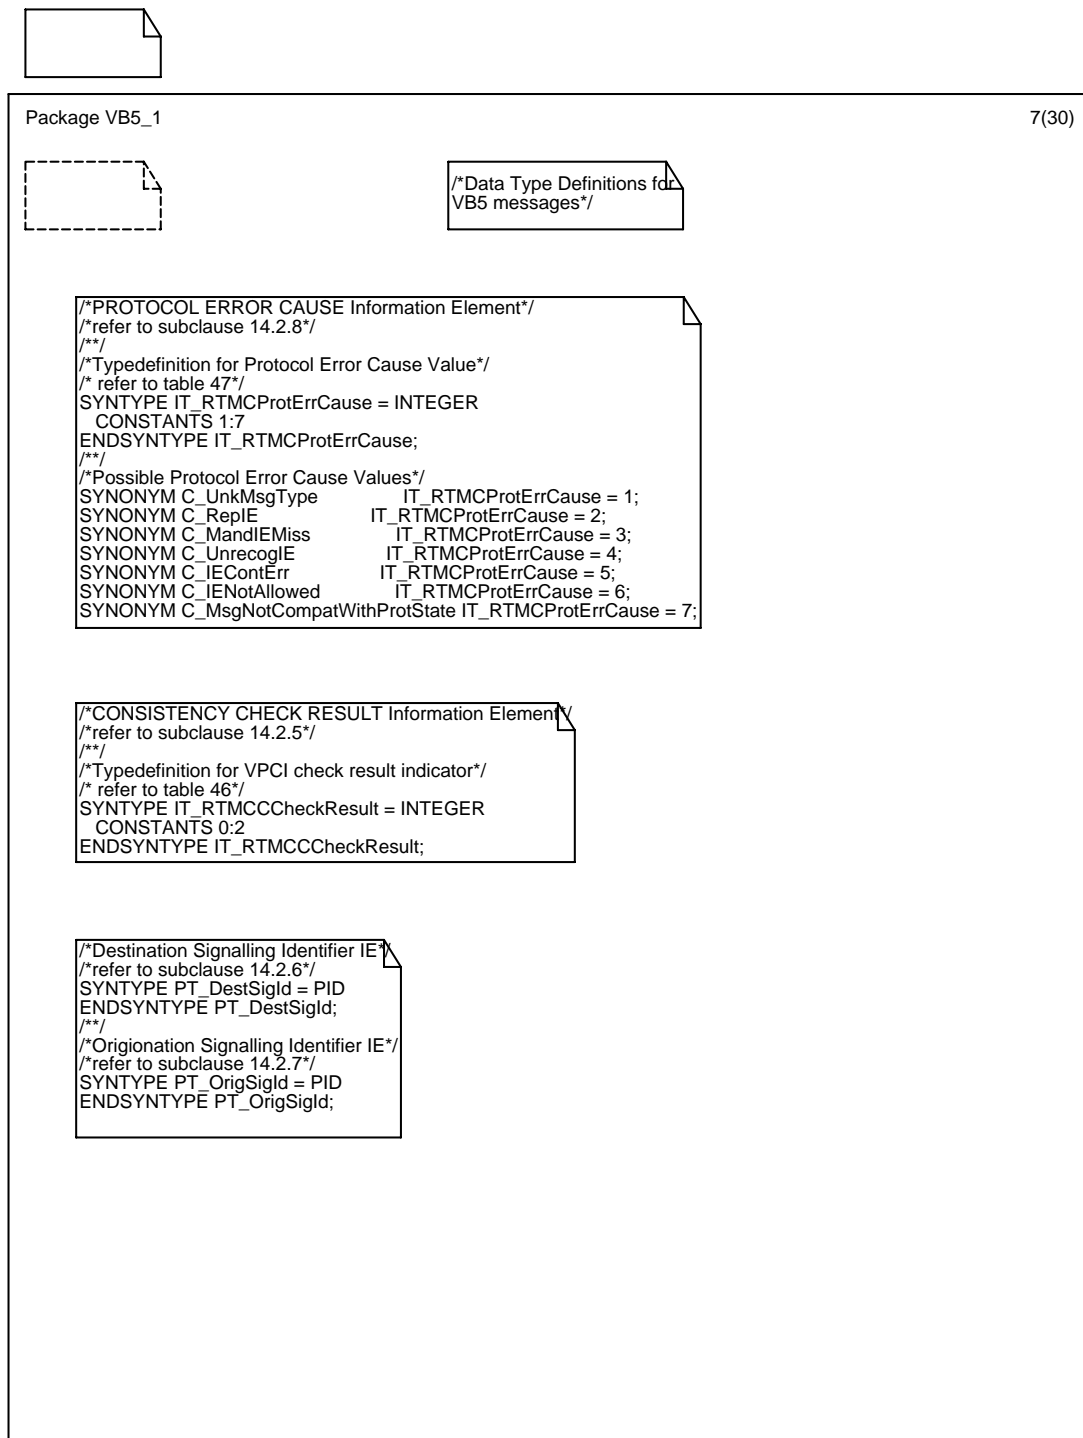 Package VB5_1 7(30)
/*Data Type Definitions for
VB5 messages*/
/*PROTOCOL ERROR CAUSE Information Element*/
/*refer to subclause 14.2.8*/
/**/
/*Typedefinition for Protocol Error Cause Value*/
/* refer to table 47*/
SYNTYPE IT_RTMCProtErrCause = INTEGER
CONSTANTS 1:7
ENDSYNTYPE IT_RTMCProtErrCause;
/**/
/*Possible Protocol Error Cause Values*/
SYNONYM C_UnkMsgType IT_RTMCProtErrCause = 1;
SYNONYM C_RepIE IT_RTMCProtErrCause = 2;
SYNONYM C_MandIEMiss IT_RTMCProtErrCause = 3;
SYNONYM C_UnrecogIE IT_RTMCProtErrCause = 4;
SYNONYM C_IEContErr IT_RTMCProtErrCause = 5;
SYNONYM C_IENotAllowed IT_RTMCProtErrCause = 6;
SYNONYM C_MsgNotCompatWithProtState IT_RTMCProtErrCause = 7;
/*CONSISTENCY CHECK RESULT Information Element*/
/*refer to subclause 14.2.5*/
/**/
/*Typedefinition for VPCI check result indicator*/
/* refer to table 46*/
SYNTYPE IT_RTMCCCheckResult = INTEGER
CONSTANTS 0:2
ENDSYNTYPE IT_RTMCCCheckResult;
/*Destination Signalling Identifier IE*/
/*refer to subclause 14.2.6*/
SYNTYPE PT_DestSigId = PID
ENDSYNTYPE PT_DestSigId;
/**/
/*Origionation Signalling Identifier IE*/
/*refer to subclause 14.2.7*/
SYNTYPE PT_OrigSigId = PID
ENDSYNTYPE PT_OrigSigId;